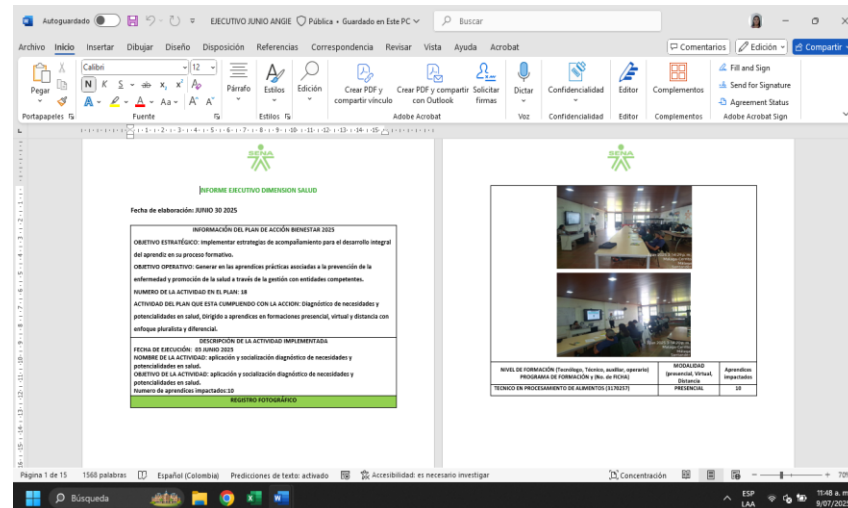 Autoguardado
EJECUTIVO JUNIO ANGIE
Pública • Guardado en Este PC
Buscar
Archivo Inicio Insertar Dibujar Diseño Disposición Referencias Correspondencia Revisar Vista Ayuda Acrobat
Comentarios
Edición
Compartir
Pegar
Portapapeles
Calibri
12
N K S ab x₂ x² A
A A Aa A A
Fuente
Párrafo
Estilos
Estilos
Edición
Crear PDF y compartir vínculo
Crear PDF y compartir con Outlook
Solicitar firmas
Adobe Acrobat
Dictar
Voz
Confidencialidad
Confidencialidad
Editor
Editor
Complementos
Complementos
Fill and Sign
Send for Signature
Agreement Status
Adobe Acrobat Sign
SENA
INFORME EJECUTIVO DIMENSION SALUD
Fecha de elaboración: JUNIO 30 2025
INFORMACIÓN DEL PLAN DE ACCIÓN BIENESTAR 2025
OBJETIVO ESTRATÉGICO: Implementar estrategias de acompañamiento para el desarrollo integral
del aprendiz en su proceso formativo.
OBJETIVO OPERATIVO: Generar en las aprendices prácticas asociadas a la prevención de la
enfermedad y promoción de la salud a través de la gestión con entidades competentes.
NUMERO DE LA ACTIVIDAD EN EL PLAN: 18
ACTIVIDAD DEL PLAN QUE ESTA CUMPLIENDO CON LA ACCION: Diagnóstico de necesidades y
potencialidades en salud, Dirigido a aprendices en formaciones presencial, virtual y distancia con
enfoque pluralista y diferencial.
DESCRIPCIÓN DE LA ACTIVIDAD IMPLEMENTADA
FECHA DE EJECUCIÓN: 03 JUNIO 2025
NOMBRE DE LA ACTIVIDAD: aplicación y socialización diagnóstico de necesidades y
potencialidades en salud.
OBJETIVO DE LA ACTIVIDAD: aplicación y socialización diagnóstico de necesidades y
potencialidades en salud.
Numero de aprendices impactados:10
REGISTRO FOTOGRÁFICO
SENA
NIVEL DE FORMACIÓN (Tecnólogo, Técnico, auxiliar, operario)
PROGRAMA DE FORMACIÓN y (No. de FICHA)
MODALIDAD
(presencial, Virtual,
Distancia
Aprendices
impactados
TECNICO EN PROCESAMIENTO DE ALIMENTOS (3170257)
PRESENCIAL
10
Página 1 de 15 1568 palabras Español (Colombia) Predicciones de texto: activado Accesibilidad: es necesario investigar
Concentración
70%
Búsqueda
ESP
LAA
11:48 a. m.
9/07/2025